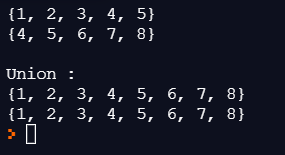 {1, 2, 3, 4, 5}
{4, 5, 6, 7, 8}
Union :
{1, 2, 3, 4, 5, 6, 7, 8}
{1, 2, 3, 4, 5, 6, 7, 8}
>